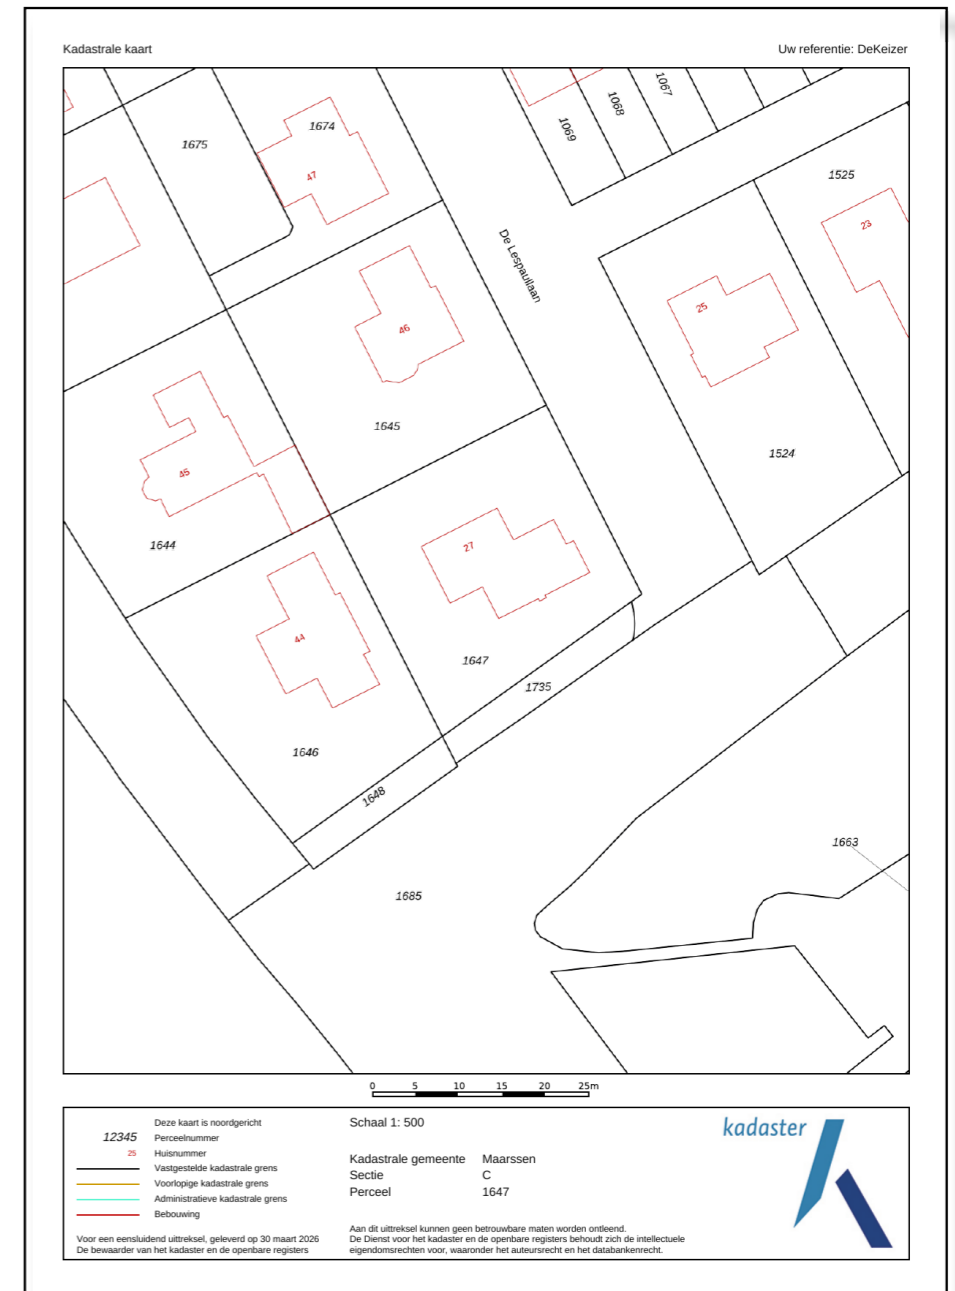 Kadastrale kaart
Uw referentie: DeKeizer
1067
1068
1069
1674
1675
47
1525
23
De Lespaullaan
25
46
1645
1524
45
1644
27
44
1647
1735
1646
1648
1663
1685
0 5 10 15 20 25m
Deze kaart is noordgericht
12345 Perceelnummer
25 Huisnummer
Vastgestelde kadastrale grens
Voorlopige kadastrale grens
Administratieve kadastrale grens
Bebouwing
Voor een eensluidend uittreksel, geleverd op 30 maart 2026
De bewaarder van het kadaster en de openbare registers
Schaal 1: 500
Kadastrale gemeente Maarssen
Sectie C
Perceel 1647
Aan dit uittreksel kunnen geen betrouwbare maten worden ontleend.
De Dienst voor het kadaster en de openbare registers behoudt zich de intellectuele
eigendomsrechten voor, waaronder het auteursrecht en het databankenrecht.
kadaster